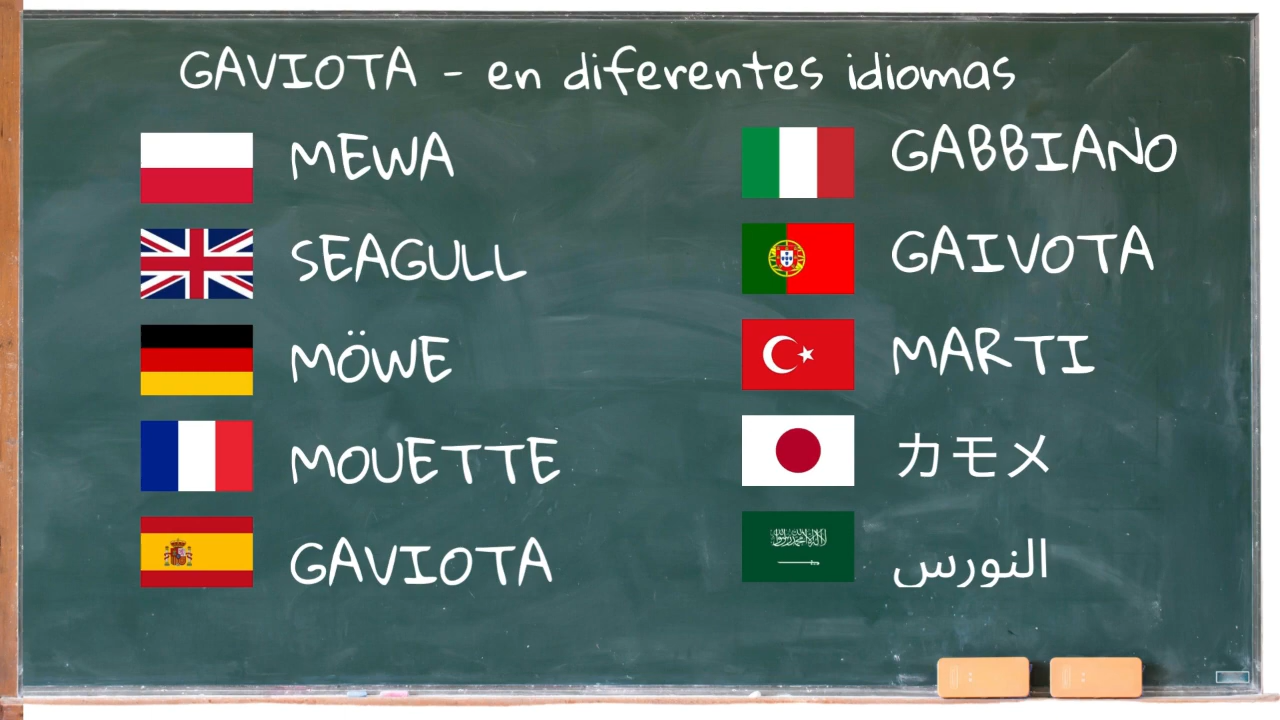 GAVIOTA - en diferentes idiomas
MEWA
SEAGULL
MÖWE
MOUETTE
GAVIOTA
GABBIANO
GAIVOTA
MARTI
カモメ
النورس